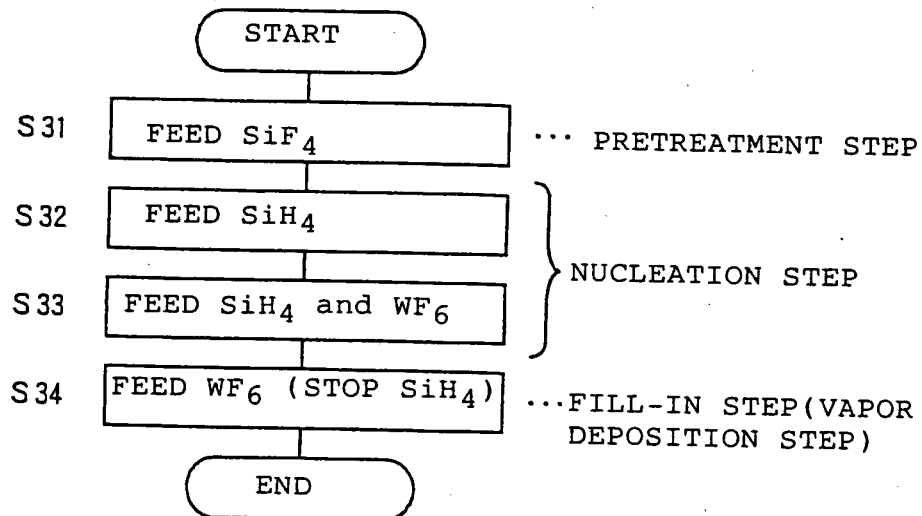 START
S31 FEED SiF4 ... PRETREATMENT STEP
S32 FEED SiH4
NUCLEATION STEP
S33 FEED SiH4 and WF6
S34 FEED WF6 (STOP SiH4) ...FILL-IN STEP(VAPOR
DEPOSITION STEP)
END